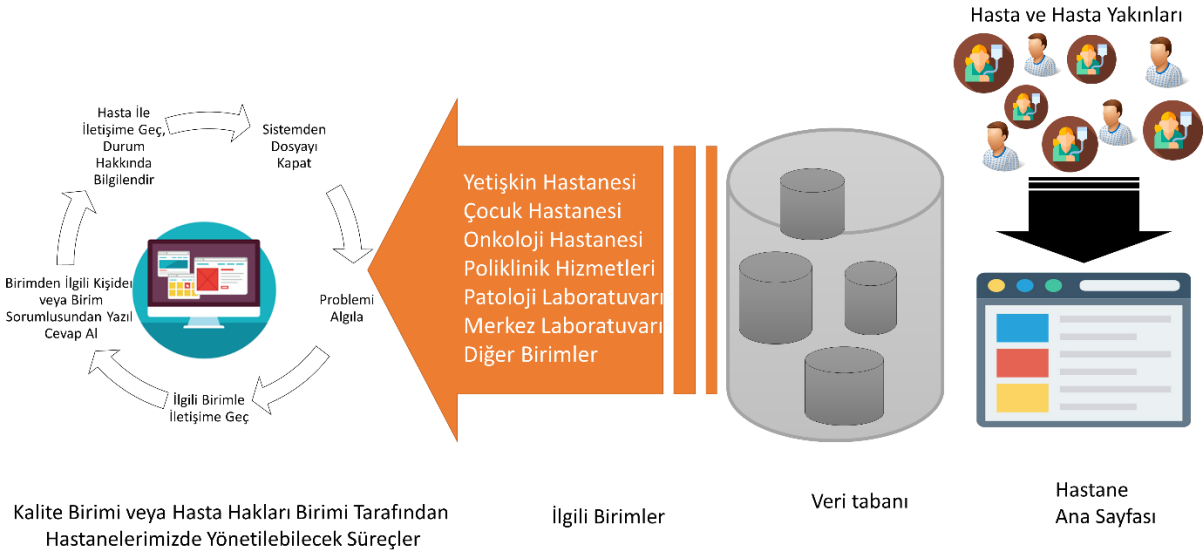 Hasta ve Hasta Yakınları
Hasta İle
İletişime Geç,
Durum
Hakkında
Bilgilendir
Sistemden
Dosyayı
Kapat
Problemi
Algıla
İlgili Birimle
İletişime Geç
Birimden İlgili Kişider
veya Birim
Sorumlusundan Yazıl
Cevap Al
Yetişkin Hastanesi
Çocuk Hastanesi
Onkoloji Hastanesi
Poliklinik Hizmetleri
Patoloji Laboratuvarı
Merkez Laboratuvarı
Diğer Birimler
Kalite Birimi veya Hasta Hakları Birimi Tarafından
Hastanelerimizde Yönetilebilecek Süreçler
İlgili Birimler
Veri tabanı
Hastane
Ana Sayfası